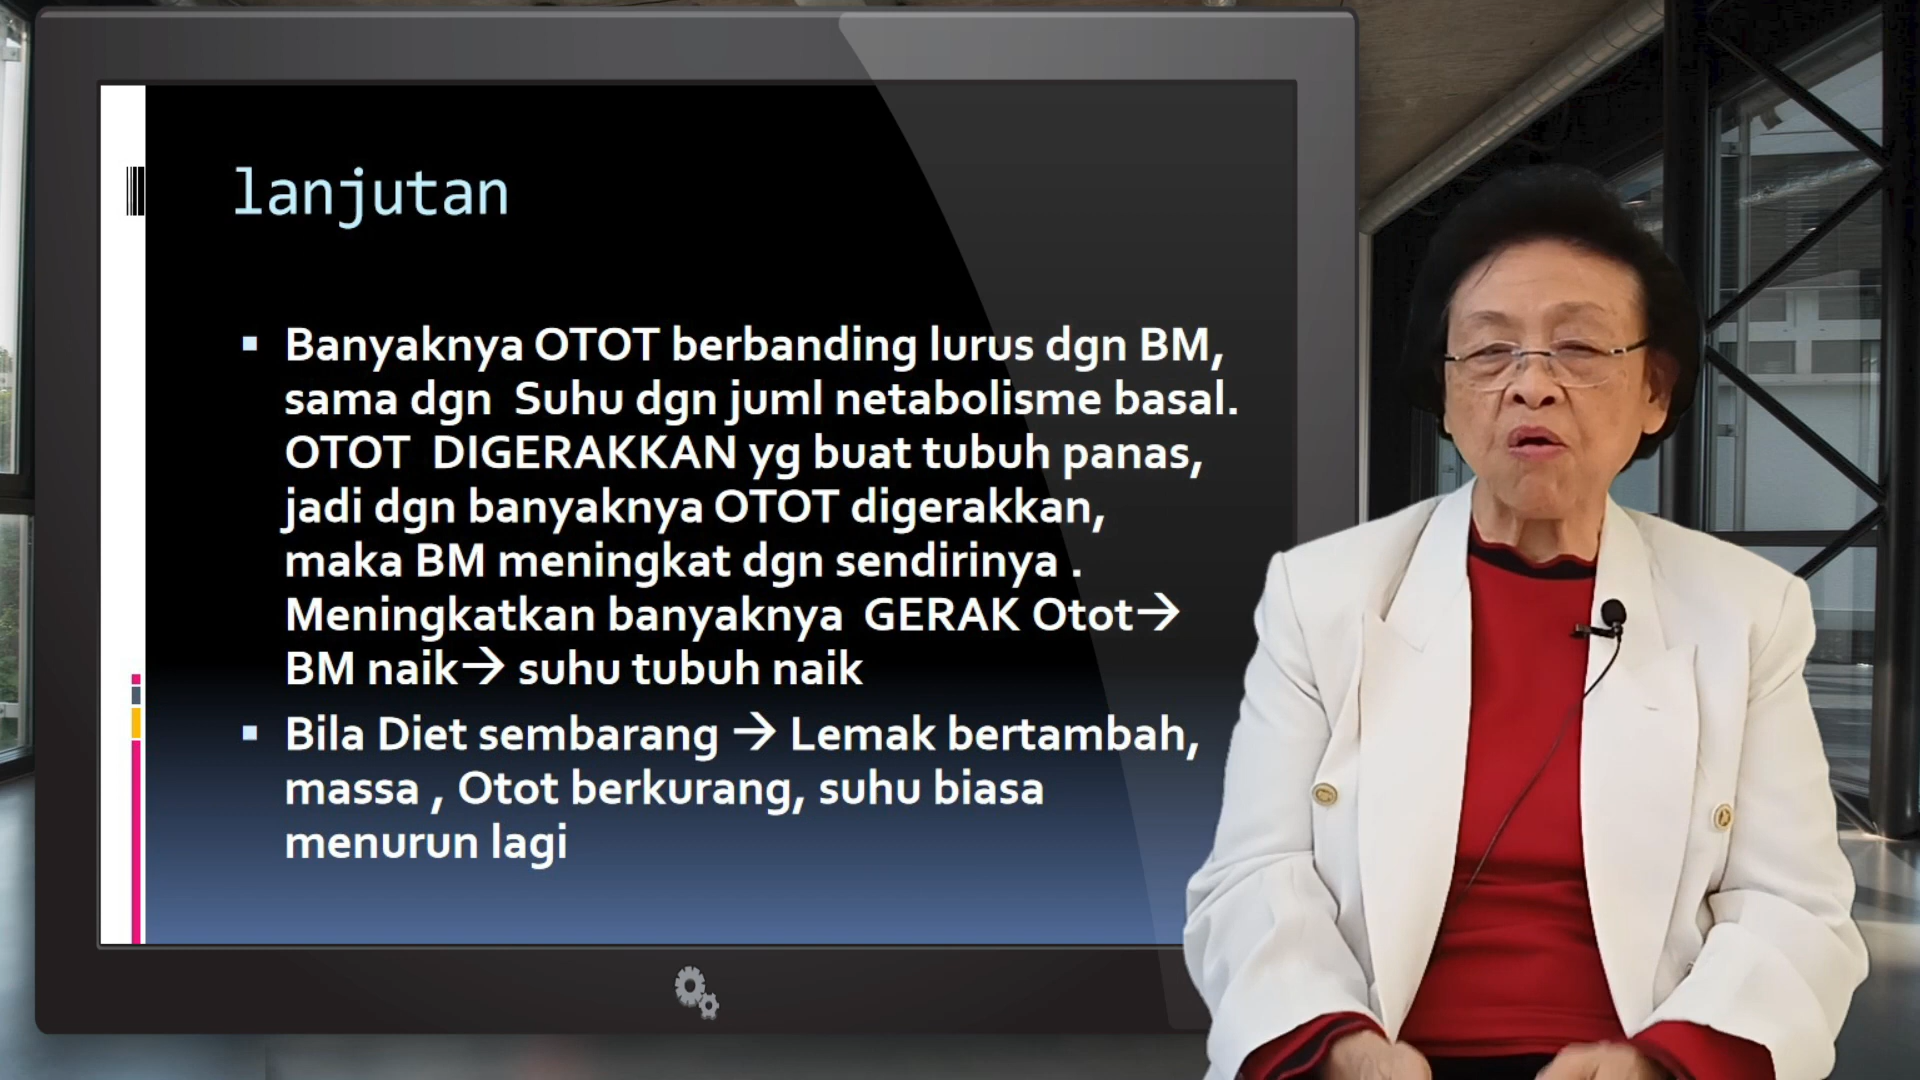 lanjutan
Banyaknya OTOT berbanding lurus dgn BM,
sama dgn Suhu dgn juml netabolisme basal.
OTOT DIGERAKKAN yg buat tubuh panas,
jadi dgn banyaknya OTOT digerakkan,
maka BM meningkat dgn sendirinya .
Meningkatkan banyaknya GERAK Otot→
BM naik→ suhu tubuh naik
Bila Diet sembarang → Lemak bertambah,
massa , Otot berkurang, suhu biasa
menurun lagi